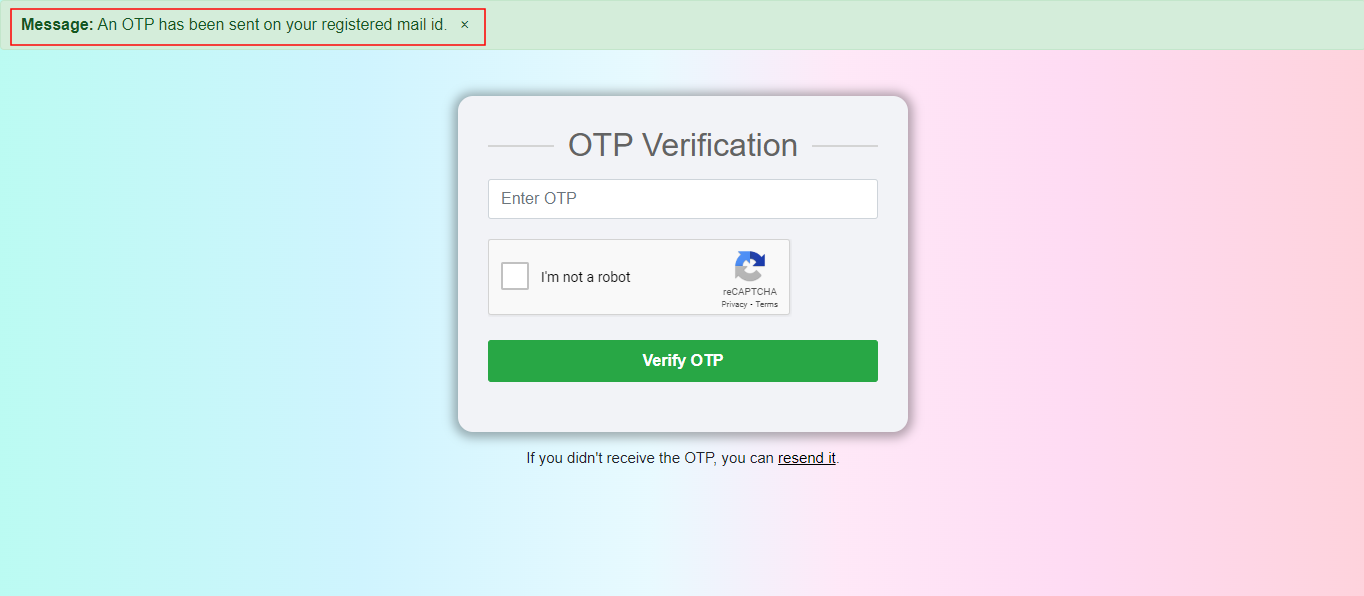 Message: An OTP has been sent on your registered mail id. ×
OTP Verification
Enter OTP
I'm not a robot
reCAPTCHA
Privacy - Terms
Verify OTP
If you didn't receive the OTP, you can resend it.